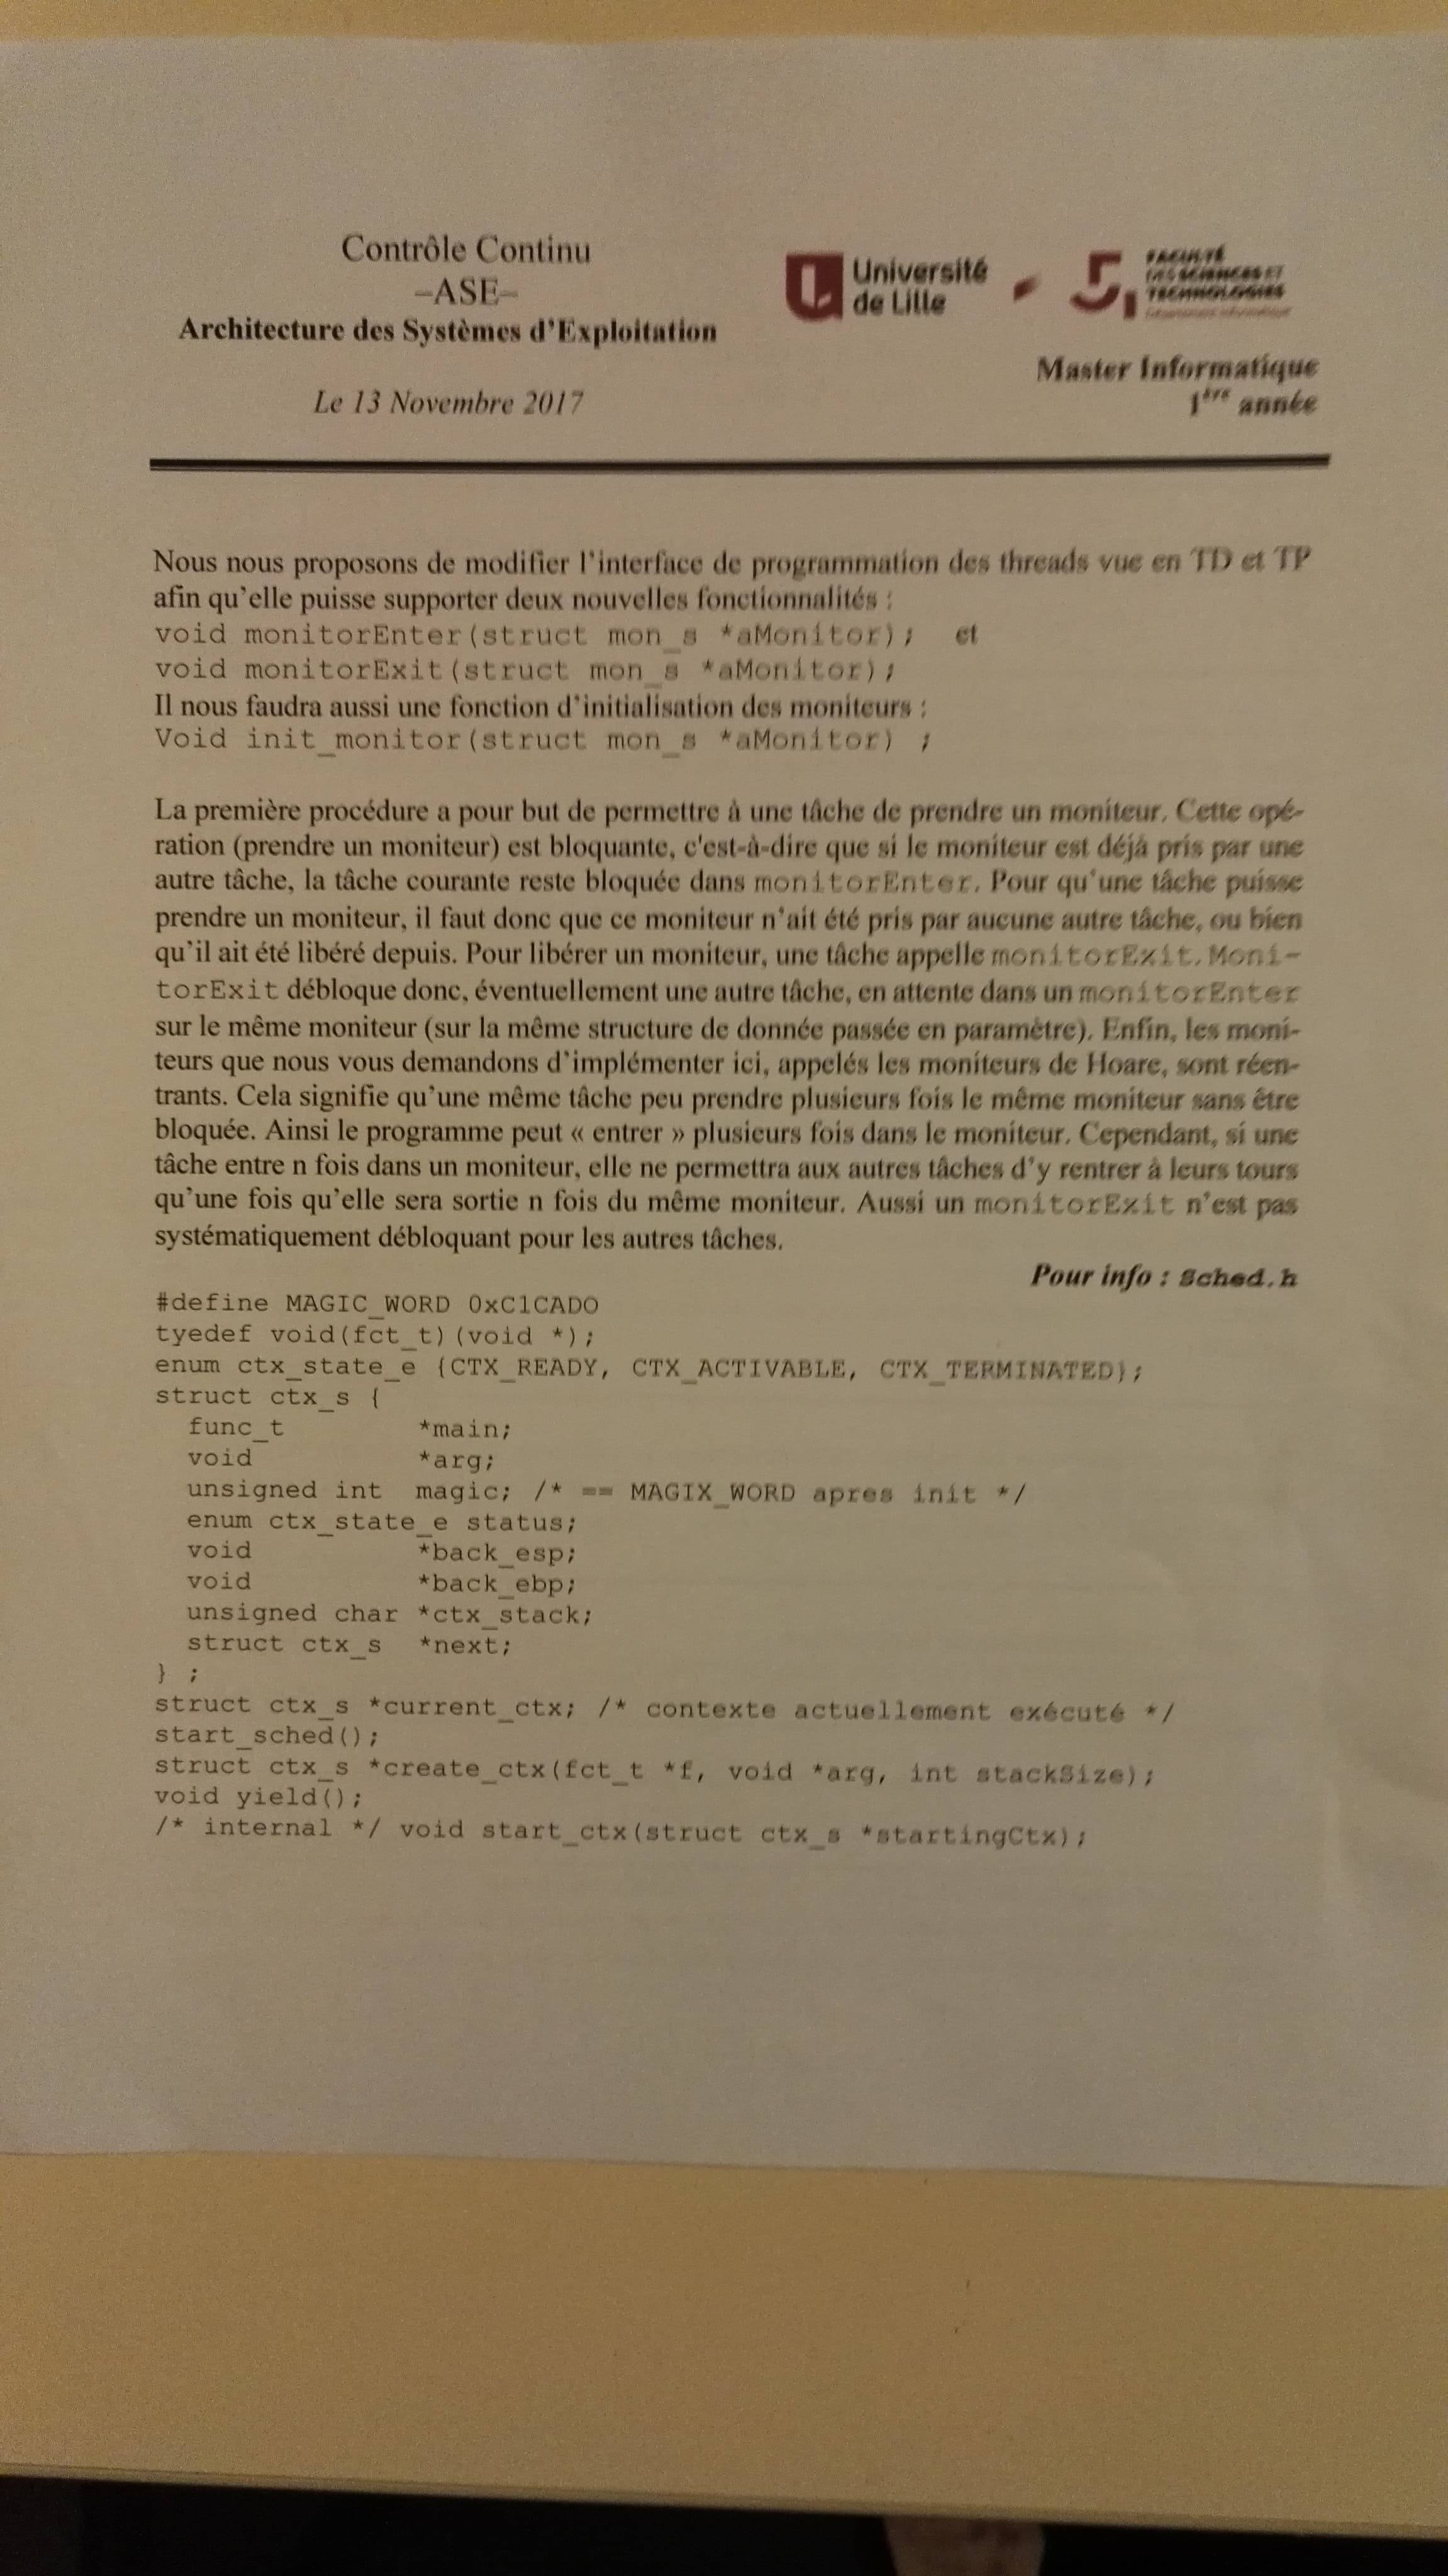 Contrôle Continu
–ASE–
Architecture des Systèmes d'Exploitation
Le 13 Novembre 2017
Université
de Lille
FACULTÉ
DES SCIENCES ET
TECHNOLOGIES
Master Informatique
1ère année
Nous nous proposons de modifier l'interface de programmation des threads vue en TD et TP
afin qu'elle puisse supporter deux nouvelles fonctionnalités :
void monitorEnter(struct mon_s *aMonitor); et
void monitorExit(struct mon_s *aMonitor);
Il nous faudra aussi une fonction d'initialisation des moniteurs :
Void init_monitor(struct mon_s *aMonitor) ;
La première procédure a pour but de permettre à une tâche de prendre un moniteur. Cette opé-
ration (prendre un moniteur) est bloquante, c'est-à-dire que si le moniteur est déjà pris par une
autre tâche, la tâche courante reste bloquée dans monitorEnter. Pour qu'une tâche puisse
prendre un moniteur, il faut donc que ce moniteur n'ait été pris par aucune autre tâche, ou bien
qu'il ait été libéré depuis. Pour libérer un moniteur, une tâche appelle monitorExit. Moni-
torExit débloque donc, éventuellement une autre tâche, en attente dans un monitorEnter
sur le même moniteur (sur la même structure de donnée passée en paramètre). Enfin, les moni-
teurs que nous vous demandons d'implémenter ici, appelés les moniteurs de Hoare, sont réen-
trants. Cela signifie qu'une même tâche peu prendre plusieurs fois le même moniteur sans être
bloquée. Ainsi le programme peut « entrer » plusieurs fois dans le moniteur. Cependant, si une
tâche entre n fois dans un moniteur, elle ne permettra aux autres tâches d'y rentrer à leurs tours
qu'une fois qu'elle sera sortie n fois du même moniteur. Aussi un monitorExit n'est pas
systématiquement débloquant pour les autres tâches.
Pour info : Sched.h
#define MAGIC_WORD 0xC1CADO
tyedef void(fct_t)(void *);
enum ctx_state_e {CTX_READY, CTX_ACTIVABLE, CTX_TERMINATED};
struct ctx_s {
func_t *main;
void *arg;
unsigned int magic; /* == MAGIX_WORD apres init */
enum ctx_state_e status;
void *back_esp;
void *back_ebp;
unsigned char *ctx_stack;
struct ctx_s *next;
} ;
struct ctx_s *current_ctx; /* contexte actuellement exécuté */
start_sched();
struct ctx_s *create_ctx(fct_t *f, void *arg, int stackSize);
void yield();
/* internal */ void start_ctx(struct ctx_s *startingCtx);